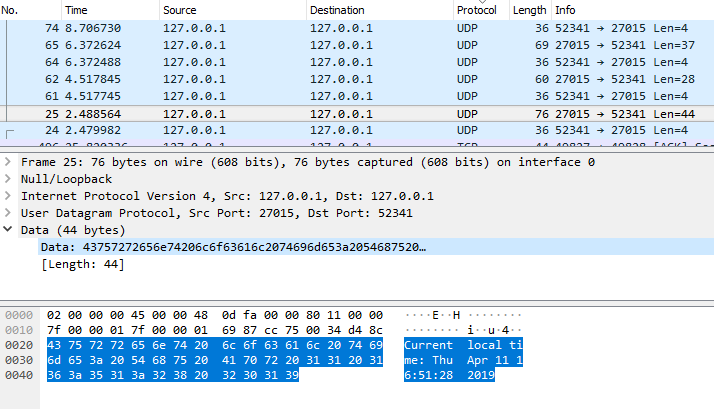 No. Time Source Destination Protocol Length Info
74 8.706730 127.0.0.1 127.0.0.1 UDP 36 52341 → 27015 Len=4
65 6.372624 127.0.0.1 127.0.0.1 UDP 69 52341 → 27015 Len=37
64 6.372488 127.0.0.1 127.0.0.1 UDP 36 52341 → 27015 Len=4
62 4.517845 127.0.0.1 127.0.0.1 UDP 60 52341 → 27015 Len=28
61 4.517745 127.0.0.1 127.0.0.1 UDP 36 52341 → 27015 Len=4
25 2.488564 127.0.0.1 127.0.0.1 UDP 76 27015 → 52341 Len=44
24 2.479982 127.0.0.1 127.0.0.1 UDP 36 52341 → 27015 Len=4
Frame 25: 76 bytes on wire (608 bits), 76 bytes captured (608 bits) on interface 0
Null/Loopback
Internet Protocol Version 4, Src: 127.0.0.1, Dst: 127.0.0.1
User Datagram Protocol, Src Port: 27015, Dst Port: 52341
Data (44 bytes)
Data: 43757272656e74206c6f63616c2074696d653a2054687520…
[Length: 44]
0000 02 00 00 00 45 00 00 48 0d fa 00 00 80 11 00 00 ····E··H ········
0010 7f 00 00 01 7f 00 00 01 69 87 cc 75 00 34 d4 8c ········ i··u·4··
0020 43 75 72 72 65 6e 74 20 6c 6f 63 61 6c 20 74 69 Current local ti
0030 6d 65 3a 20 54 68 75 20 41 70 72 20 31 31 20 31 me: Thu Apr 11 1
0040 36 3a 35 31 3a 32 38 20 32 30 31 39 6:51:28 2019